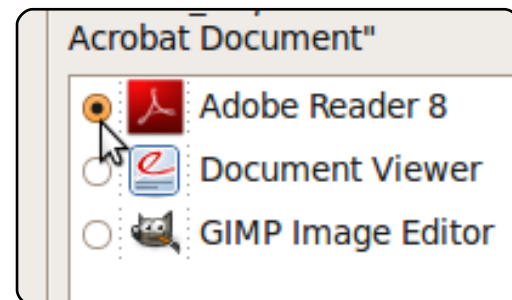 Acrobat Document"
Adobe Reader 8
Document Viewer
GIMP Image Editor